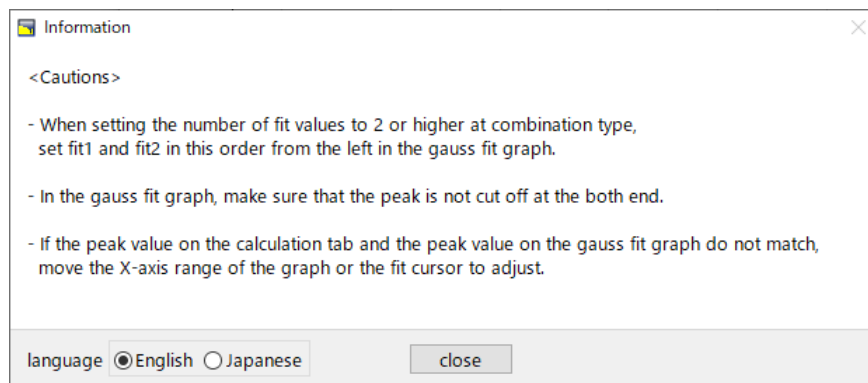 Information
<Cautions>
- When setting the number of fit values to 2 or higher at combination type,
set fit1 and fit2 in this order from the left in the gauss fit graph.
- In the gauss fit graph, make sure that the peak is not cut off at the both end.
- If the peak value on the calculation tab and the peak value on the gauss fit graph do not match,
move the X-axis range of the graph or the fit cursor to adjust.
language English Japanese close